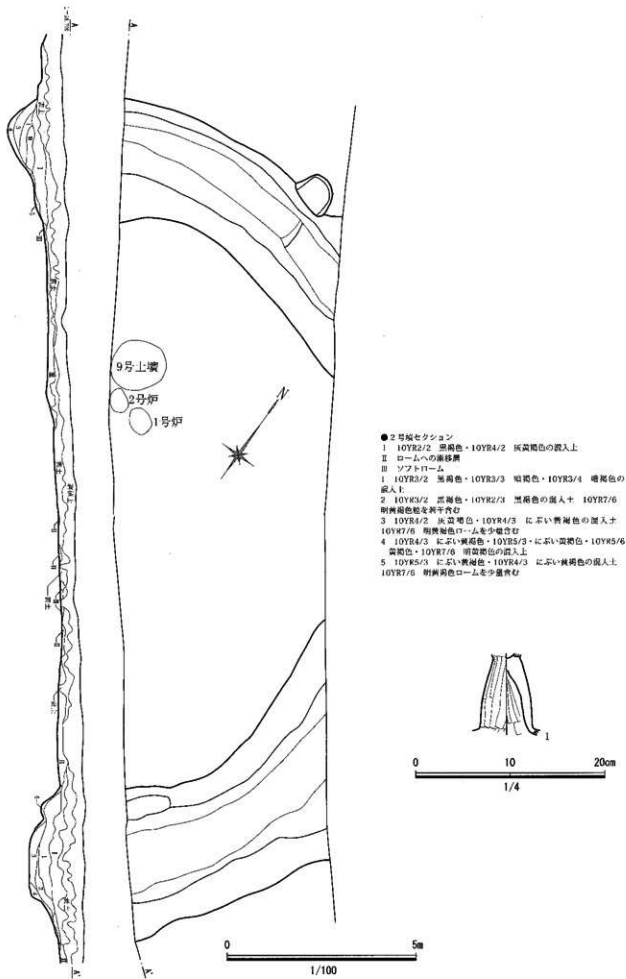 A
A
9号土壙
2号炉
1号炉
N
●2号墳セクション
I 10YR2/2 黒褐色・10YR4/2 灰黄褐色の混入土
II ロームへの漸移層
III ソフトローム
1 10YR3/2 黒褐色・10YR3/3 暗褐色・10YR3/4 暗褐色の
混入土
2 10YR3/2 黒褐色・10YR2/3 黒褐色の混入土 10YR7/6
明黄褐色粒を若干含む
3 10YR4/2 灰黄褐色・10YR4/3 にぶい黄褐色の混入土
10YR7/6 明黄褐色ロームを少量含む
4 10YR4/3 にぶい黄褐色・10YR5/3・にぶい黄褐色・10YR5/6
黄褐色・10YR7/6 明黄褐色の混入土
5 10YR5/3 にぶい黄褐色・10YR4/3 にぶい黄褐色の混入土
10YR7/6 明黄褐色ロームを少量含む
1
0 10 20cm
1/4
0 5m
1/100
A'
A'